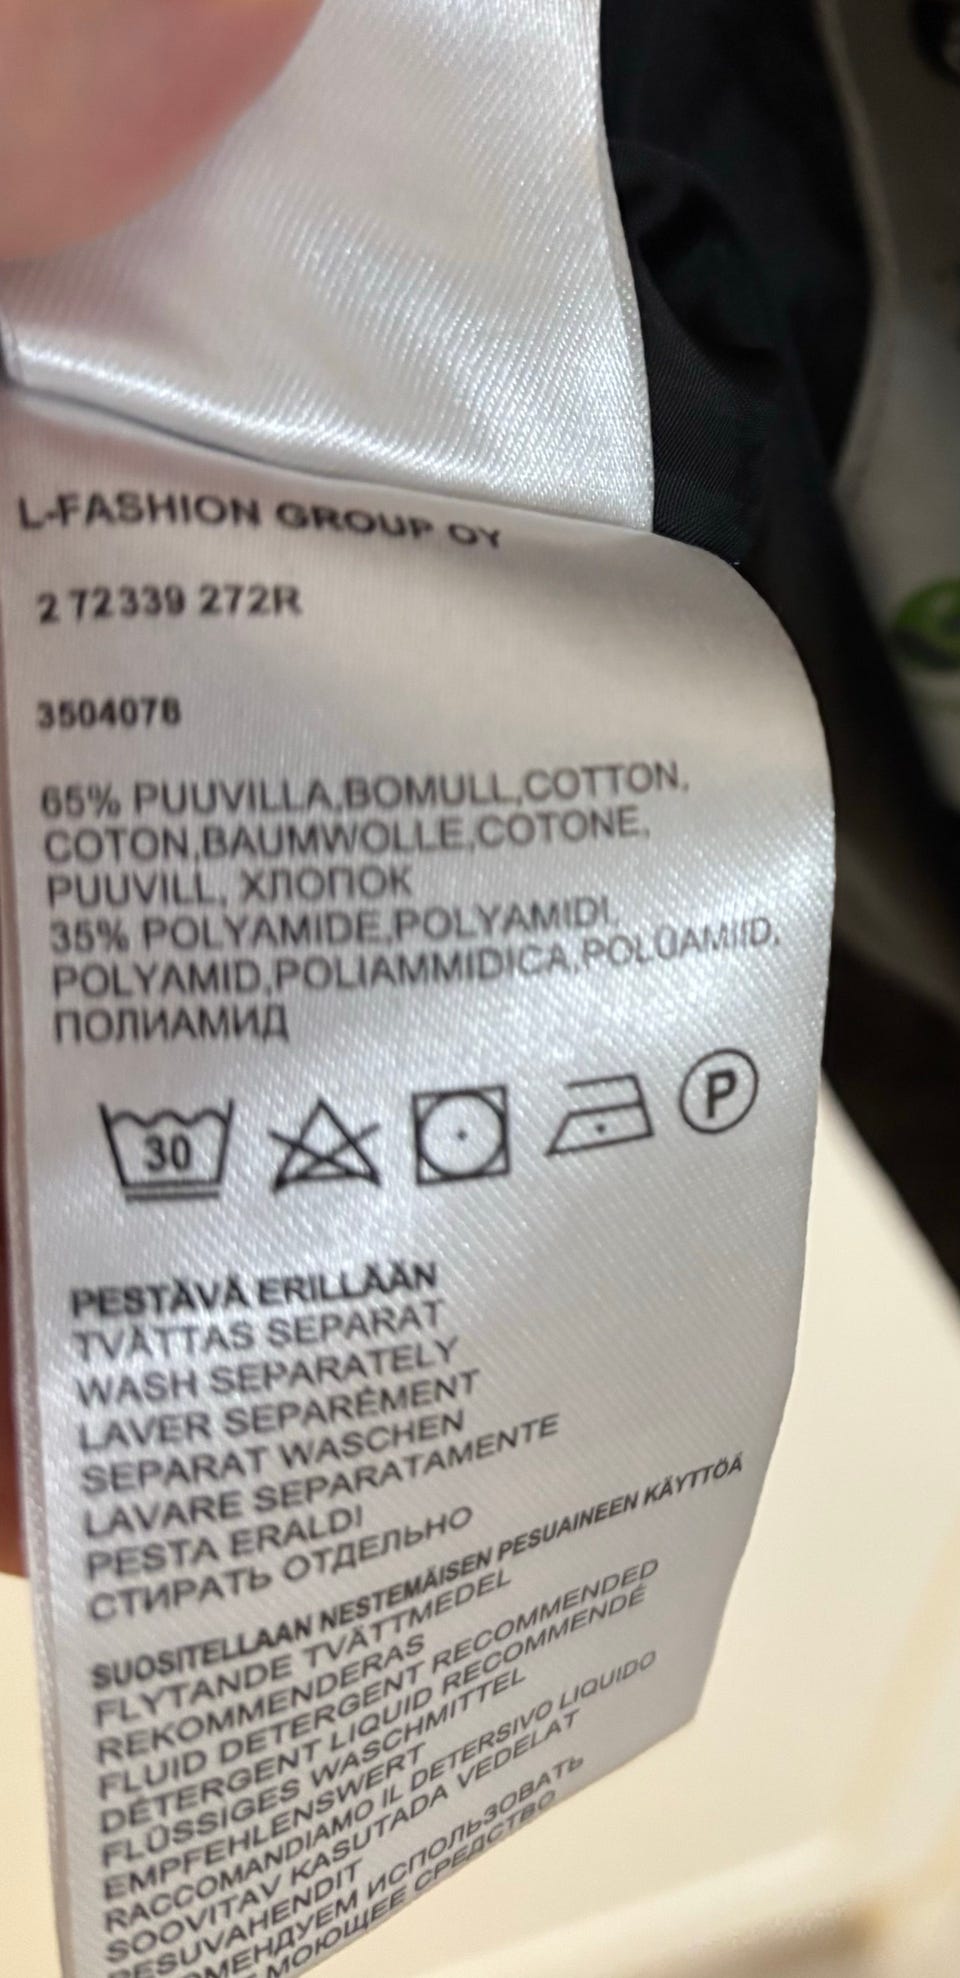 L-FASHION GROUP OY
2 72339 272R
3504078
65% PUUVILLA,BOMULL,COTTON,
COTON,BAUMWOLLE,COTONE,
PUUVILL, ХЛОПОК
35% POLYAMIDE,POLYAMIDI,
POLYAMID,POLIAMMIDICA,POLÜAMIID,
ПОЛИАМИД
30 P
PESTÄVÄ ERILLÄÄN
TVÄTTAS SEPARAT
WASH SEPARATELY
LAVER SEPARÉMENT
SEPARAT WASCHEN
LAVARE SEPARATAMENTE
PESTA ERALDI
СТИРАТЬ ОТДЕЛЬНО
SUOSITELLAAN NESTEMÄISEN PESUAINEEN KÄYTTÖÄ
FLYTANDE TVÄTTMEDEL
REKOMMENDERAS
FLUID DETERGENT RECOMMENDED
DÉTERGENT LIQUID RECOMMENDÉ
FLÜSSIGES WASCHMITTEL
EMPFEHLENSWERT
RACCOMANDIAMO IL DETERSIVO LIQUIDO
SOOVITAV KASUTADA VEDELAT
PESUVAHENDIT
ИСПОЛЬЗОВАТЬ
МОЮЩЕЕ СРЕДСТВО